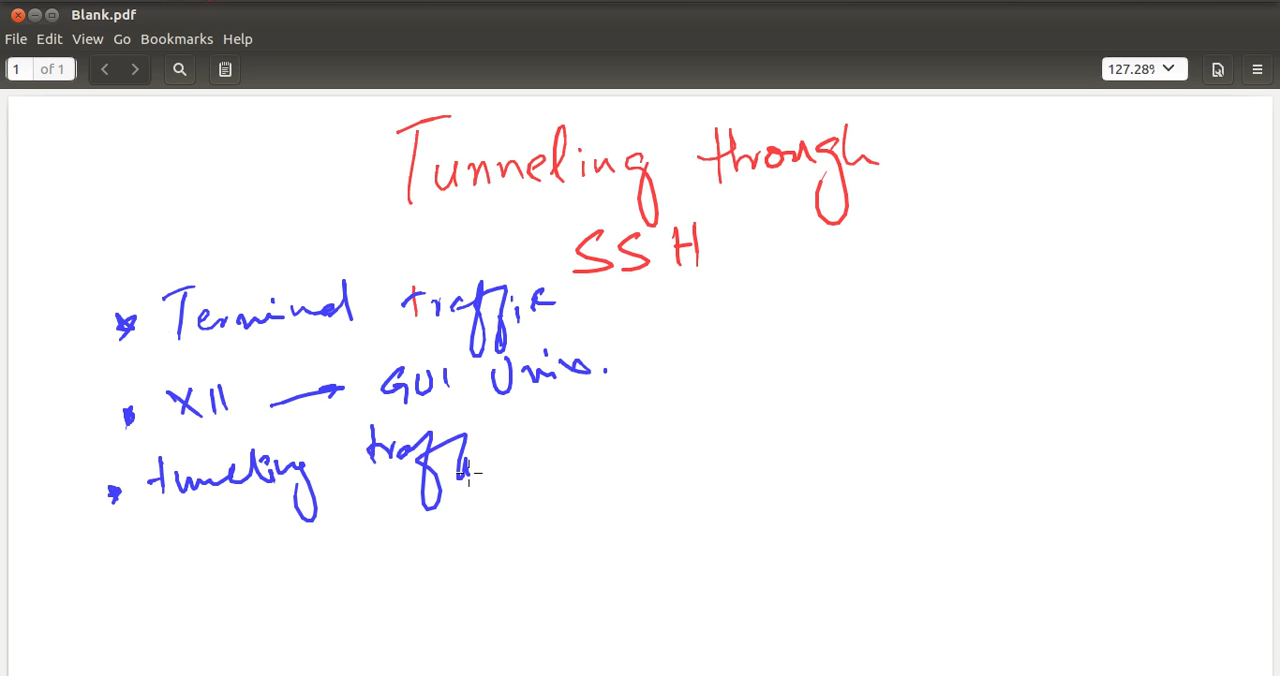 Blank.pdf
File Edit View Go Bookmarks Help
1 of 1 127.28%
Tunneling through
SSH
Terminal traffic
X11 → GUI Unix.
tunneling traff